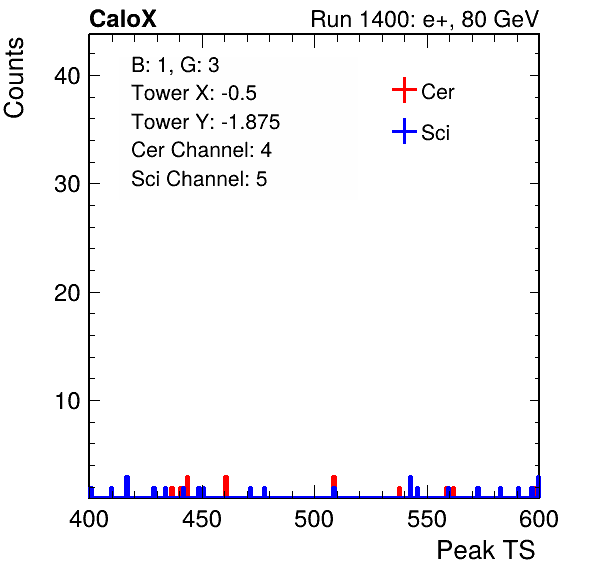 CaloX
Run 1400: e+, 80 GeV
Counts
B: 1, G: 3
Tower X: -0.5
Tower Y: -1.875
Cer Channel: 4
Sci Channel: 5
Cer
Sci
40
30
20
10
400 450 500 550 600
Peak TS